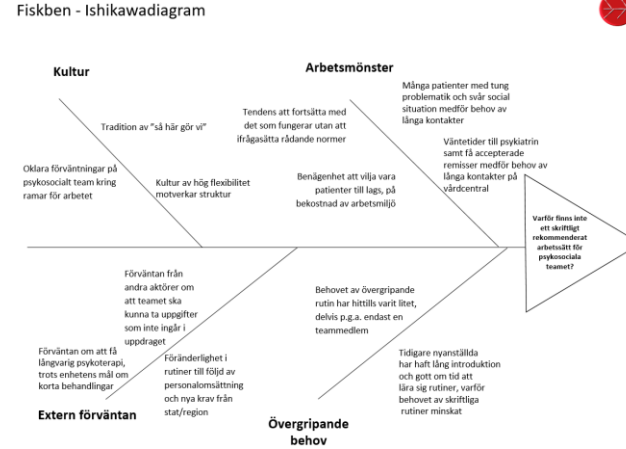 Fiskben - Ishikawadiagram
Kultur
Tradition av "så här gör vi"
Oklara förväntningar på
psykosocialt team kring
ramar för arbetet
Kultur av hög flexibilitet
motverkar struktur
Arbetsmönster
Tendens att fortsätta med
det som fungerar utan att
ifrågasätta rådande normer
Benägenhet att vilja vara
patienter till lags, på
bekostnad av arbetsmiljö
Många patienter med tung
problematik och svår social
situation medför behov av
långa kontakter
Väntetider till psykiatrin
samt få accepterade
remisser medför behov av
långa kontakter på
vårdcentral
Varför finns inte
ett skriftligt
rekommenderat
arbetssätt för
psykosociala
teamet?
Förväntan från
andra aktörer om
att teamet ska
kunna ta uppgifter
som inte ingår i
uppdraget
Förväntan om att få
långvarig psykoterapi,
trots enhetens mål om
korta behandlingar
Föränderlighet i
rutiner till följd av
personalomsättning
och nya krav från
stat/region
Extern förväntan
Behovet av övergripande
rutin har hittills varit litet,
delvis p.g.a. endast en
teammedlem
Tidigare nyanställda
har haft lång introduktion
och gott om tid att
lära sig rutiner, varför
behovet av skriftliga
rutiner minskat
Övergripande
behov